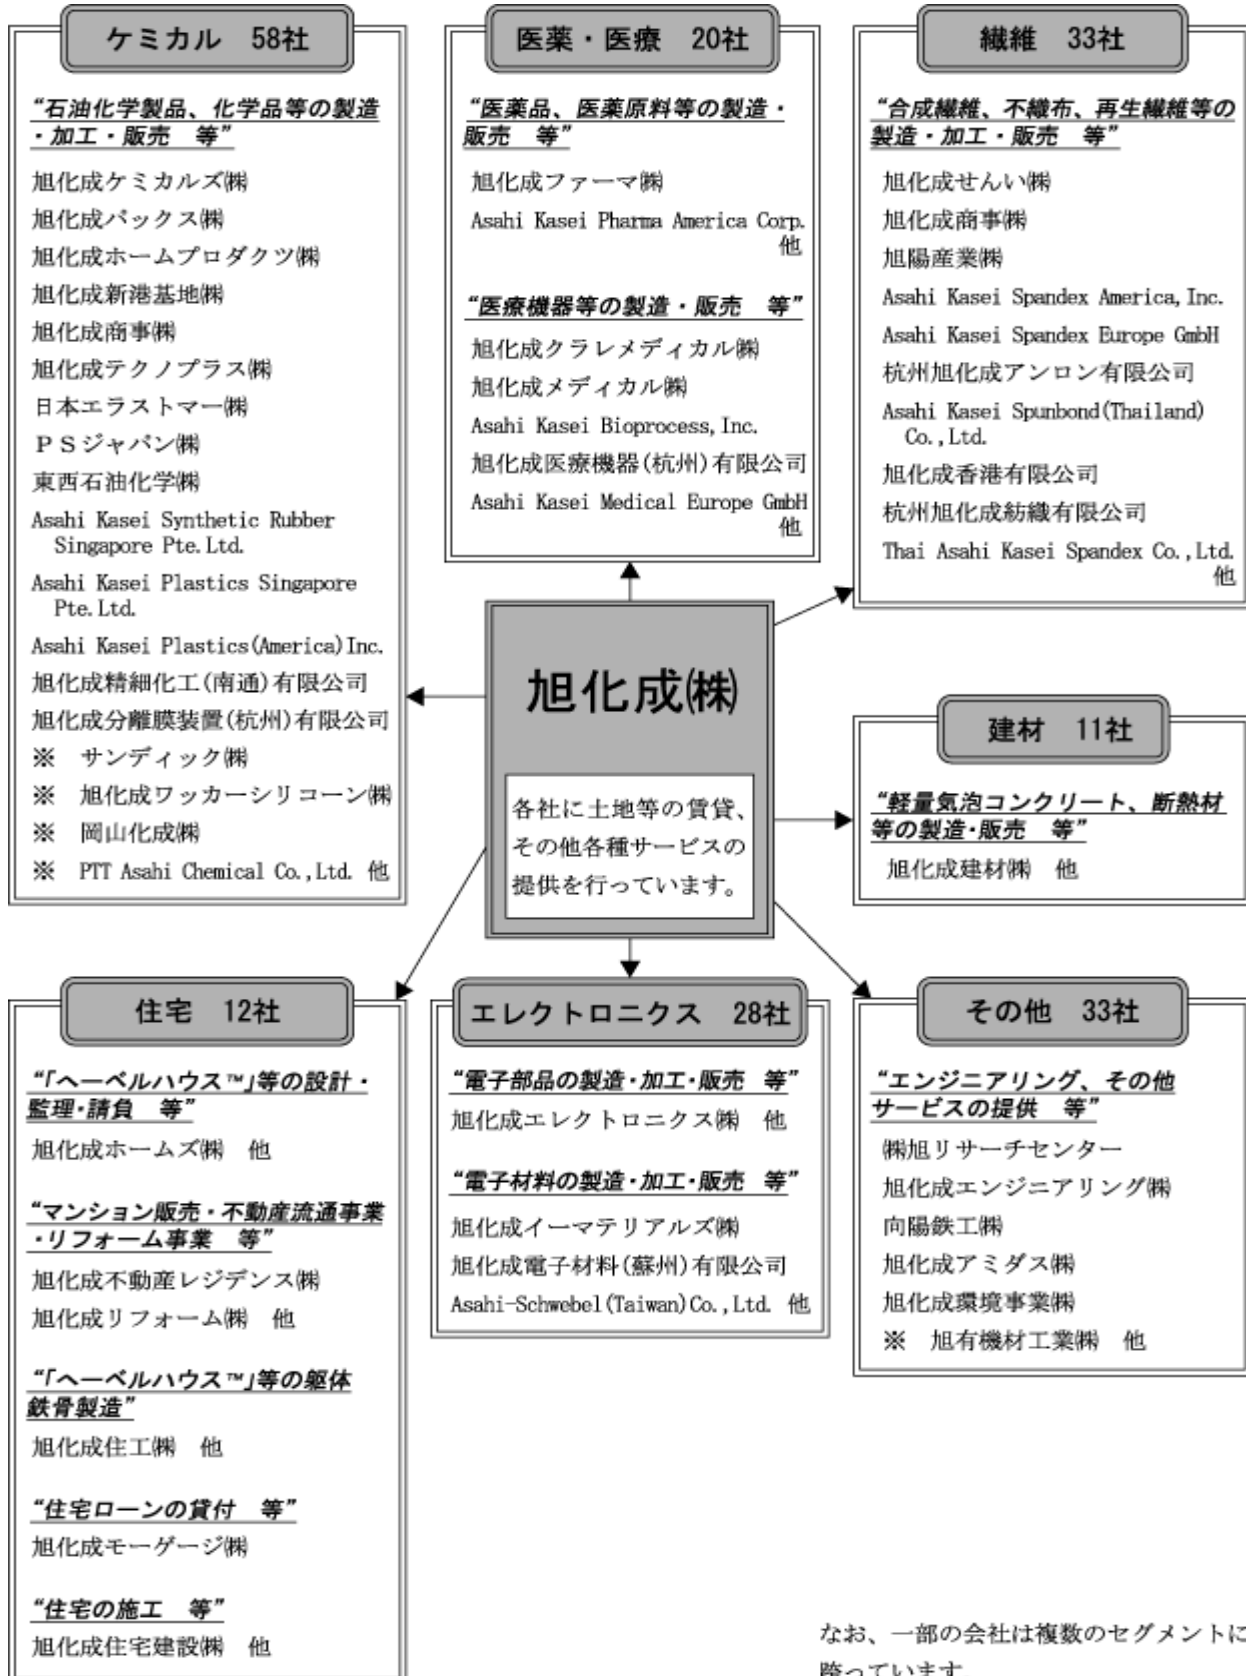 ケミカル　58社
“石油化学製品、化学品等の製造
・加工・販売　等”
旭化成ケミカルズ㈱
旭化成パックス㈱
旭化成ホームプロダクツ㈱
旭化成新港基地㈱
旭化成商事㈱
旭化成テクノプラス㈱
日本エラストマー㈱
ＰＳジャパン㈱
東西石油化学㈱
Asahi Kasei Synthetic Rubber
Singapore Pte.Ltd.
Asahi Kasei Plastics Singapore
Pte.Ltd.
Asahi Kasei Plastics(America)Inc.
旭化成精細化工(南通)有限公司
旭化成分離膜装置(杭州)有限公司
※　サンディック㈱
※　旭化成ワッカーシリコーン㈱
※　岡山化成㈱
※　PTT Asahi Chemical Co.,Ltd. 他
医薬・医療　20社
“医薬品、医薬原料等の製造・
販売　等”
旭化成ファーマ㈱
Asahi Kasei Pharma America Corp.
他
“医療機器等の製造・販売　等”
旭化成クラレメディカル㈱
旭化成メディカル㈱
Asahi Kasei Bioprocess,Inc.
旭化成医療機器(杭州)有限公司
Asahi Kasei Medical Europe GmbH
他
繊維　33社
“合成繊維、不織布、再生繊維等の
製造・加工・販売　等”
旭化成せんい㈱
旭化成商事㈱
旭陽産業㈱
Asahi Kasei Spandex America,Inc.
Asahi Kasei Spandex Europe GmbH
杭州旭化成アンロン有限公司
Asahi Kasei Spunbond(Thailand)
Co.,Ltd.
旭化成香港有限公司
杭州旭化成紡織有限公司
Thai Asahi Kasei Spandex Co.,Ltd.
他
旭化成㈱
各社に土地等の賃貸、
その他各種サービスの
提供を行っています。
建材　11社
“軽量気泡コンクリート、断熱材
等の製造・販売　等”
旭化成建材㈱　他
住宅　12社
“「ヘーベルハウス™」等の設計・
監理・請負　等”
旭化成ホームズ㈱　他
“マンション販売・不動産流通事業
・リフォーム事業　等”
旭化成不動産レジデンス㈱
旭化成リフォーム㈱　他
“「ヘーベルハウス™」等の躯体
鉄骨製造”
旭化成住工㈱　他
“住宅ローンの貸付　等”
旭化成モーゲージ㈱
“住宅の施工　等”
旭化成住宅建設㈱　他
エレクトロニクス　28社
“電子部品の製造・加工・販売　等”
旭化成エレクトロニクス㈱　他
“電子材料の製造・加工・販売　等”
旭化成イーマテリアルズ㈱
旭化成電子材料(蘇州)有限公司
Asahi-Schwebel(Taiwan)Co.,Ltd. 他
その他　33社
“エンジニアリング、その他
サービスの提供　等”
㈱旭リサーチセンター
旭化成エンジニアリング㈱
向陽鉄工㈱
旭化成アミダス㈱
旭化成環境事業㈱
※　旭有機材工業㈱　他
なお、一部の会社は複数のセグメントに
跨っています